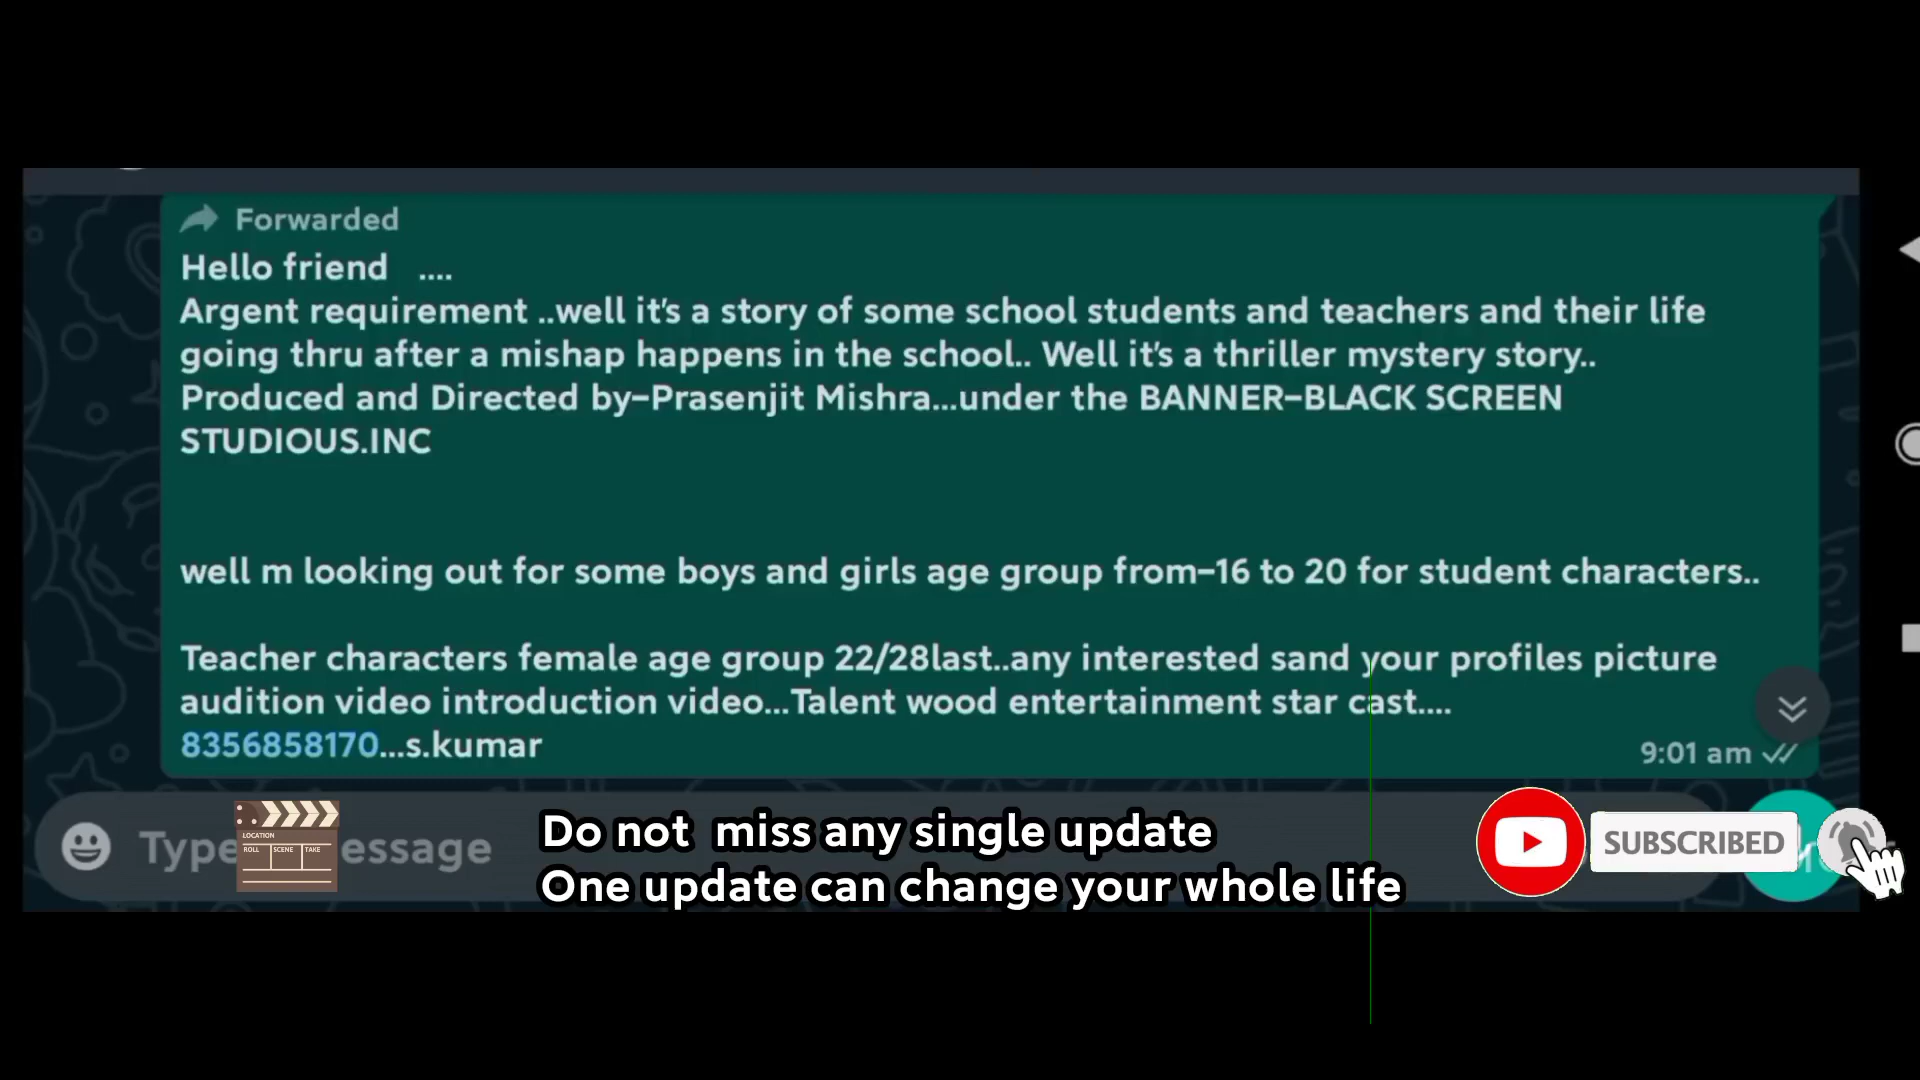 Forwarded
Hello friend ....
Argent requirement ..well it's a story of some school students and teachers and their life
going thru after a mishap happens in the school.. Well it's a thriller mystery story..
Produced and Directed by-Prasenjit Mishra...under the BANNER-BLACK SCREEN
STUDIOUS.INC
well m looking out for some boys and girls age group from-16 to 20 for student characters..
Teacher characters female age group 22/28last..any interested sand your profiles picture
audition video introduction video...Talent wood entertainment star cast....
8356858170...s.kumar
9:01 am
Type essage
LOCATION
ROLL SCENE TAKE
Do not miss any single update
One update can change your whole life
SUBSCRIBED